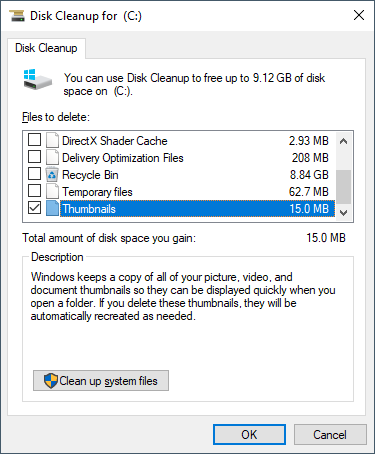 Disk Cleanup for (C:)
Disk Cleanup
You can use Disk Cleanup to free up to 9.12 GB of disk
space on (C:).
Files to delete:
DirectX Shader Cache 2.93 MB
Delivery Optimization Files 208 MB
Recycle Bin 8.84 GB
Temporary files 62.7 MB
Thumbnails 15.0 MB
Total amount of disk space you gain: 15.0 MB
Description
Windows keeps a copy of all of your picture, video, and
document thumbnails so they can be displayed quickly when you
open a folder. If you delete these thumbnails, they will be
automatically recreated as needed.
Clean up system files
OK Cancel